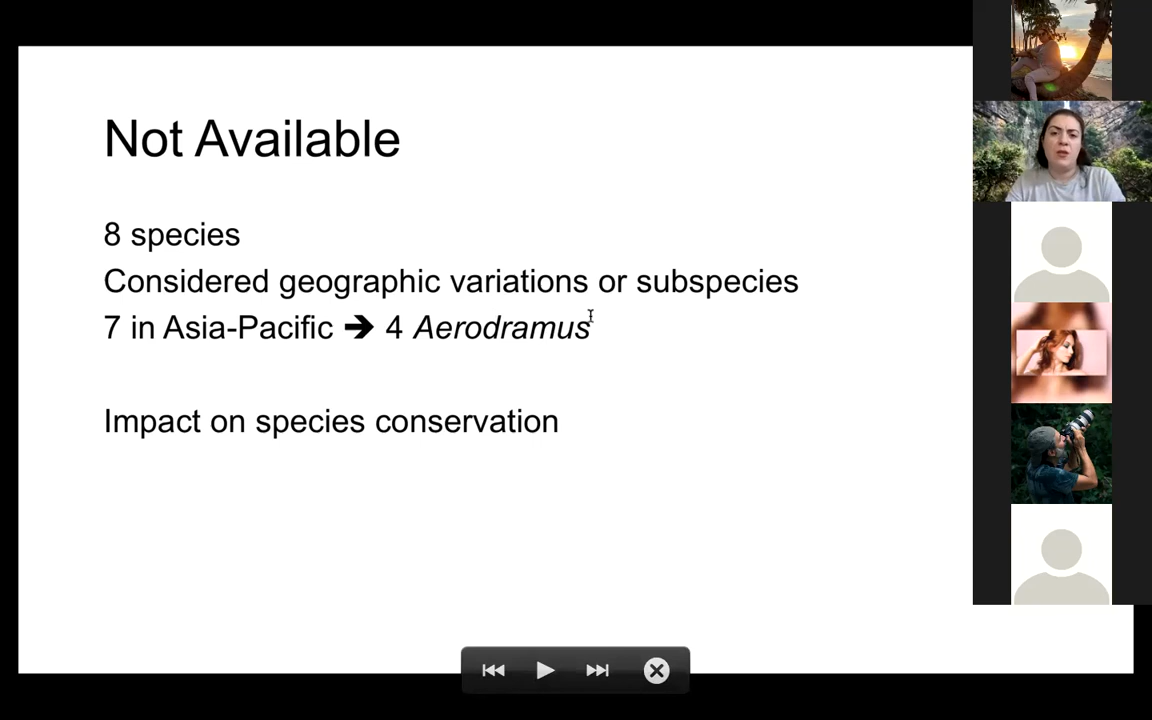 Not Available
8 species
Considered geographic variations or subspecies
7 in Asia-Pacific ➔ 4 Aerodramus
Impact on species conservation